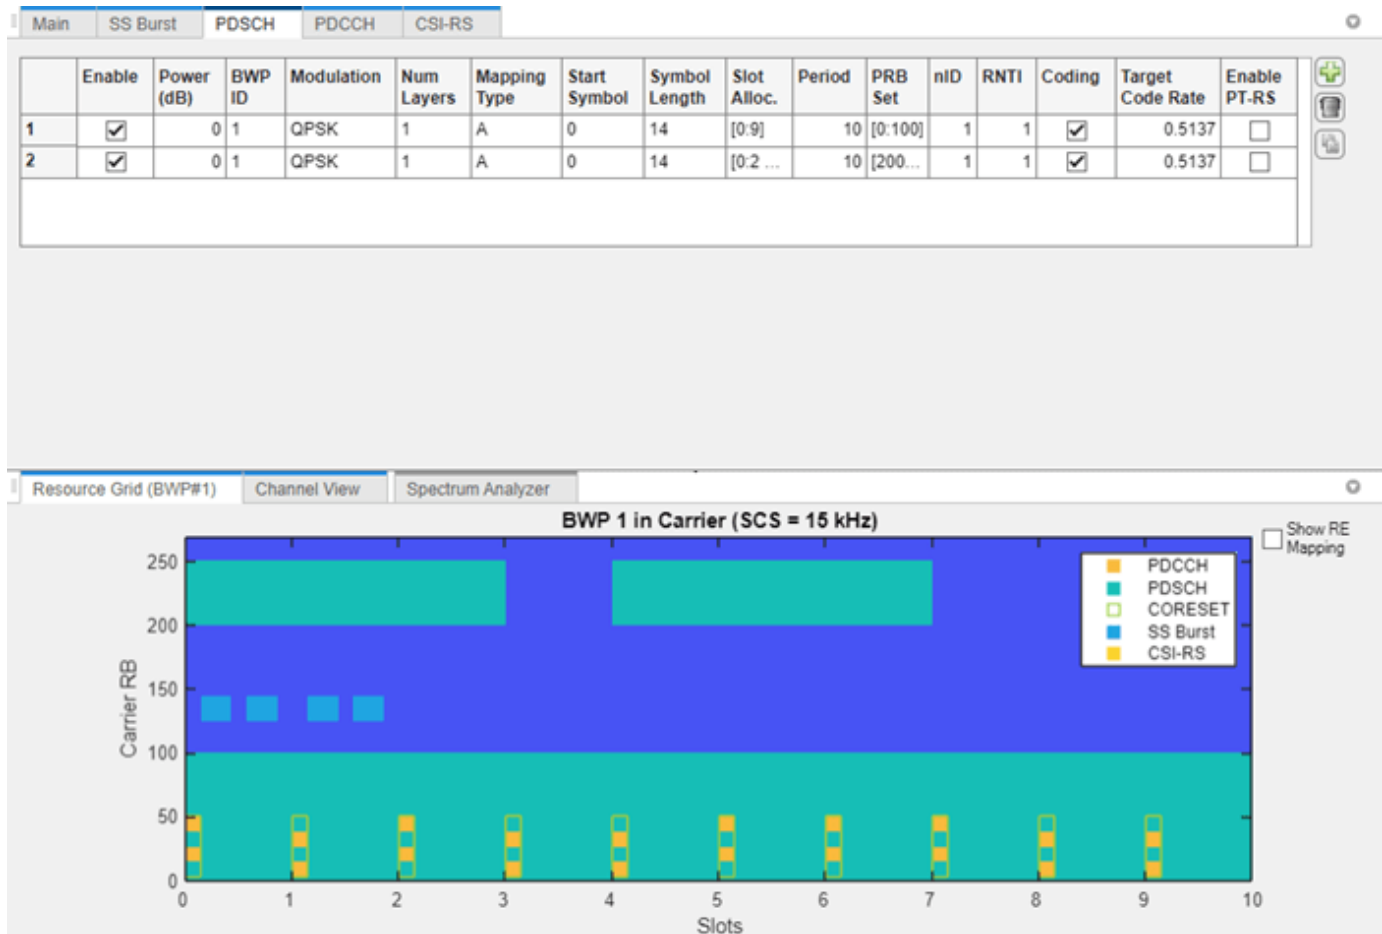 Main SS Burst PDSCH PDCCH CSI-RS
Enable Power (dB) BWP ID Modulation Num Layers Mapping Type Start Symbol Symbol Length Slot Alloc. Period PRB Set nID RNTI Coding Target Code Rate Enable PT-RS
1 0 1 QPSK 1 A 0 14 [0:9] 10 [0:100] 1 1 0.5137
2 0 1 QPSK 1 A 0 14 [0:2 ... 10 [200... 1 1 0.5137
Resource Grid (BWP#1) Channel View Spectrum Analyzer
BWP 1 in Carrier (SCS = 15 kHz)
Show RE
Mapping
PDCCH
PDSCH
CORESET
SS Burst
CSI-RS
Carrier RB
250
200
150
100
50
0
0 1 2 3 4 5 6 7 8 9 10
Slots